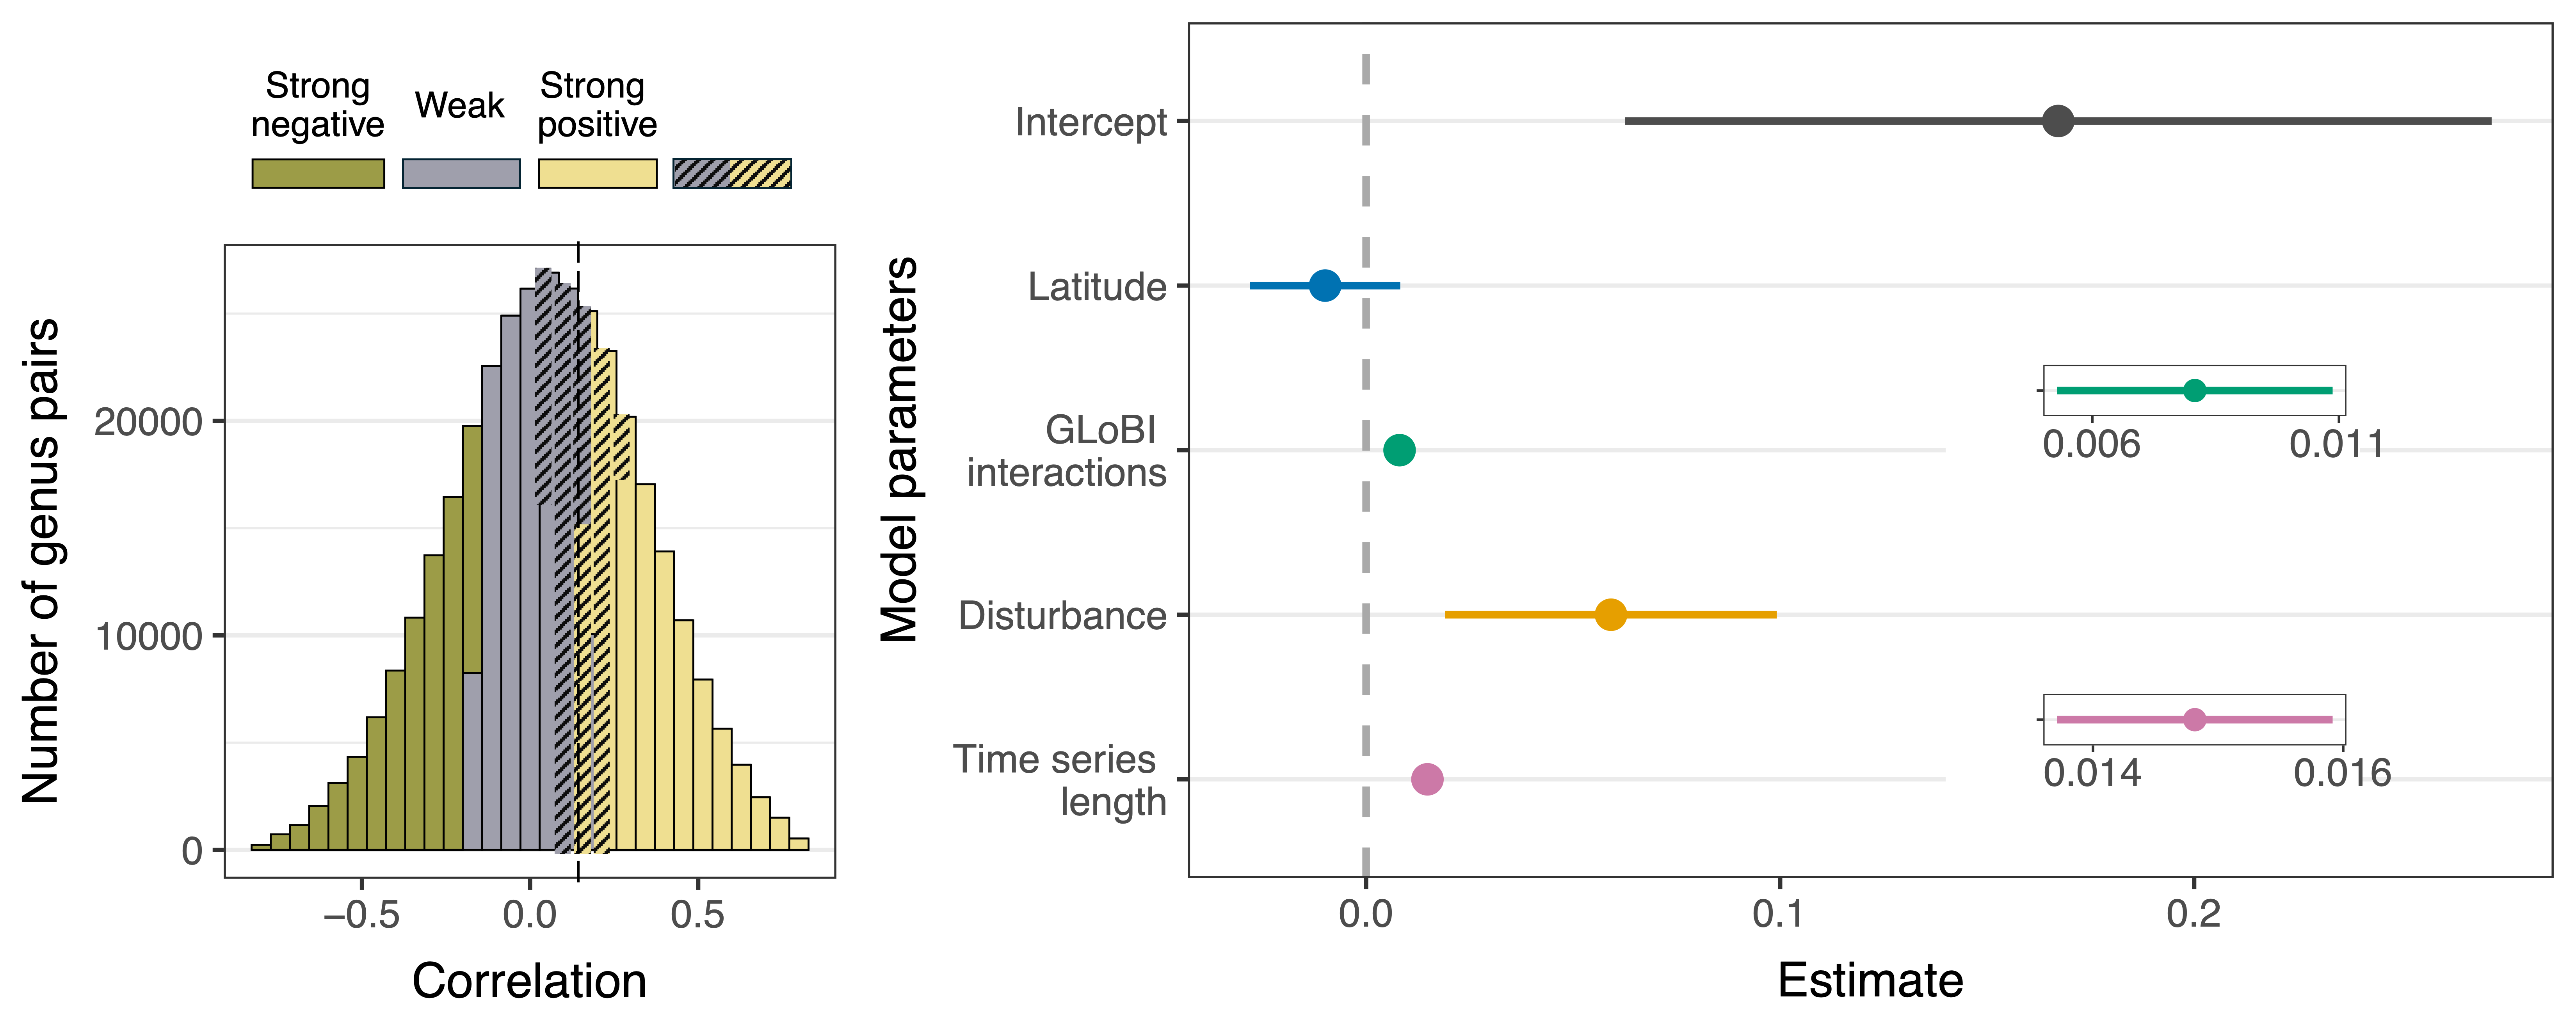 Strong
negative
Weak
Strong
positive
Number of genus pairs
20000
10000
0
−0.5
0.0
0.5
Correlation
Model parameters
Intercept
Latitude
GLoBI
interactions
Disturbance
Time series
length
0.006
0.011
0.014
0.016
0.0
0.1
0.2
Estimate